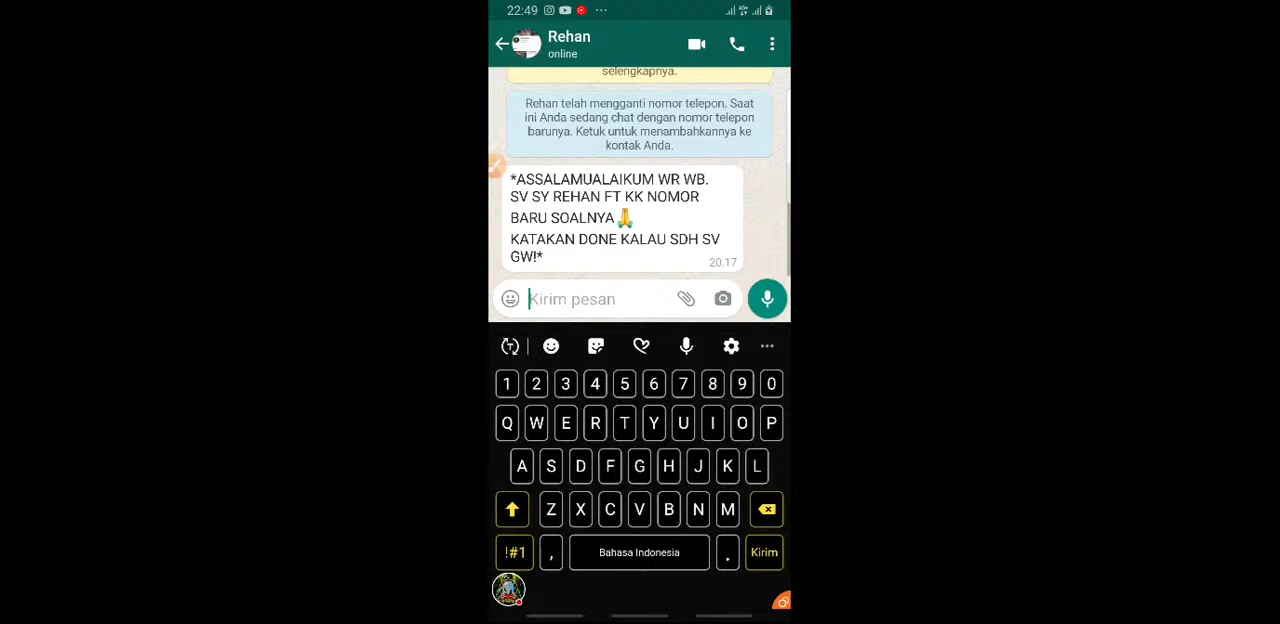 22:49
Rehan
online
selengkapnya.
Rehan telah mengganti nomor telepon. Saat
ini Anda sedang chat dengan nomor telepon
barunya. Ketuk untuk menambahkannya ke
kontak Anda.
*ASSALAMUALAIKUM WR WB.
SV SY REHAN FT KK NOMOR
BARU SOALNYA🙏
KATAKAN DONE KALAU SDH SV
GW!*
20.17
Kirim pesan
1 2 3 4 5 6 7 8 9 0
Q W E R T Y U I O P
A S D F G H J K L
Z X C V B N M
!#1 , Bahasa Indonesia . Kirim